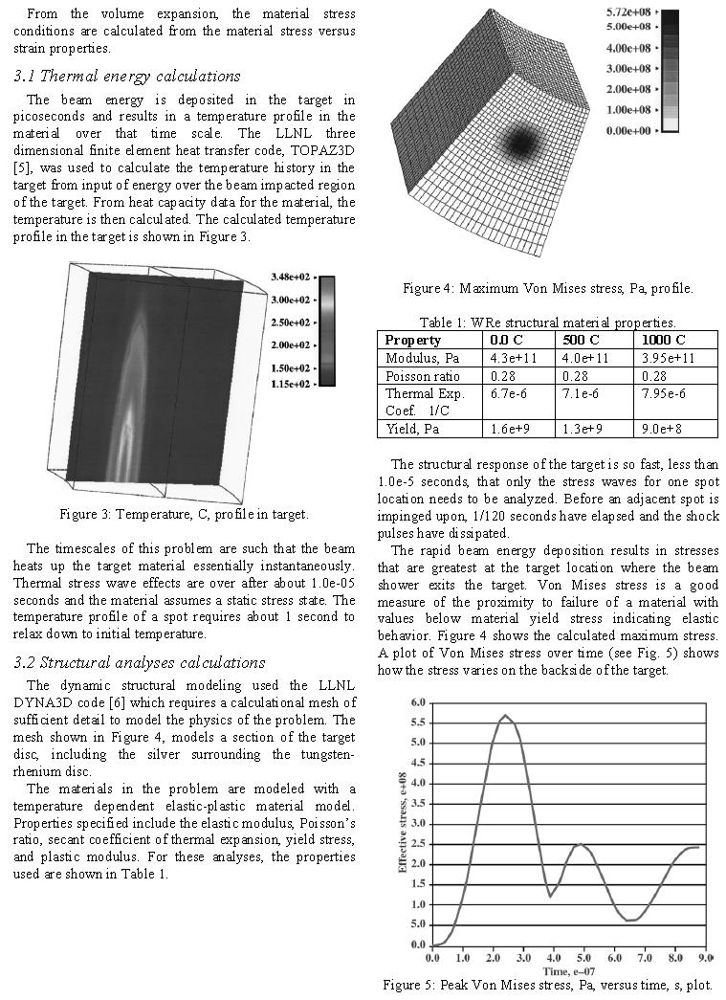 From the volume expansion, the material stress
conditions are calculated from the material stress versus
strain properties.
3.1 Thermal energy calculations
The beam energy is deposited in the target in
picoseconds and results in a temperature profile in the
material over that time scale. The LLNL three
dimensional finite element heat transfer code, TOPAZ3D
[5], was used to calculate the temperature history in the
target from input of energy over the beam impacted region
of the target. From heat capacity data for the material, the
temperature is then calculated. The calculated temperature
profile in the target is shown in Figure 3.
3.48e+02
3.00e+02
2.50e+02
2.00e+02
1.50e+02
1.15e+02
Figure 3: Temperature, C, profile in target.
The timescales of this problem are such that the beam
heats up the target material essentially instantaneously.
Thermal stress wave effects are over after about 1.0e-05
seconds and the material assumes a static stress state. The
temperature profile of a spot requires about 1 second to
relax down to initial temperature.
3.2 Structural analyses calculations
The dynamic structural modeling used the LLNL
DYNA3D code [6] which requires a calculational mesh of
sufficient detail to model the physics of the problem. The
mesh shown in Figure 4, models a section of the target
disc, including the silver surrounding the tungsten-
rhenium disc.
The materials in the problem are modeled with a
temperature dependent elastic-plastic material model.
Properties specified include the elastic modulus, Poisson's
ratio, secant coefficient of thermal expansion, yield stress,
and plastic modulus. For these analyses, the properties
used are shown in Table 1.
5.72e+08
5.00e+08
4.00e+08
3.00e+08
2.00e+08
1.00e+08
0.00e+00
Figure 4: Maximum Von Mises stress, Pa, profile.
Table 1: WRe structural material properties.
Property 0.0 C 500 C 1000 C
Modulus, Pa 4.3e+11 4.0e+11 3.95e+11
Poisson ratio 0.28 0.28 0.28
Thermal Exp. 6.7e-6 7.1e-6 7.95e-6
Coef. 1/C
Yield, Pa 1.6e+9 1.3e+9 9.0e+8
The structural response of the target is so fast, less than
1.0e-5 seconds, that only the stress waves for one spot
location needs to be analyzed. Before an adjacent spot is
impinged upon, 1/120 seconds have elapsed and the shock
pulses have dissipated.
The rapid beam energy deposition results in stresses
that are greatest at the target location where the beam
shower exits the target. Von Mises stress is a good
measure of the proximity to failure of a material with
values below material yield stress indicating elastic
behavior. Figure 4 shows the calculated maximum stress.
A plot of Von Mises stress over time (see Fig. 5) shows
how the stress varies on the backside of the target.
Effective stress, e+08
6.0
5.5
5.0
4.5
4.0
3.5
3.0
2.5
2.0
1.5
1.0
5.0
0.0
0.0 1.0 2.0 3.0 4.0 5.0 6.0 7.0 8.0 9.0
Time, e–07
Figure 5: Peak Von Mises stress, Pa, versus time, s, plot.